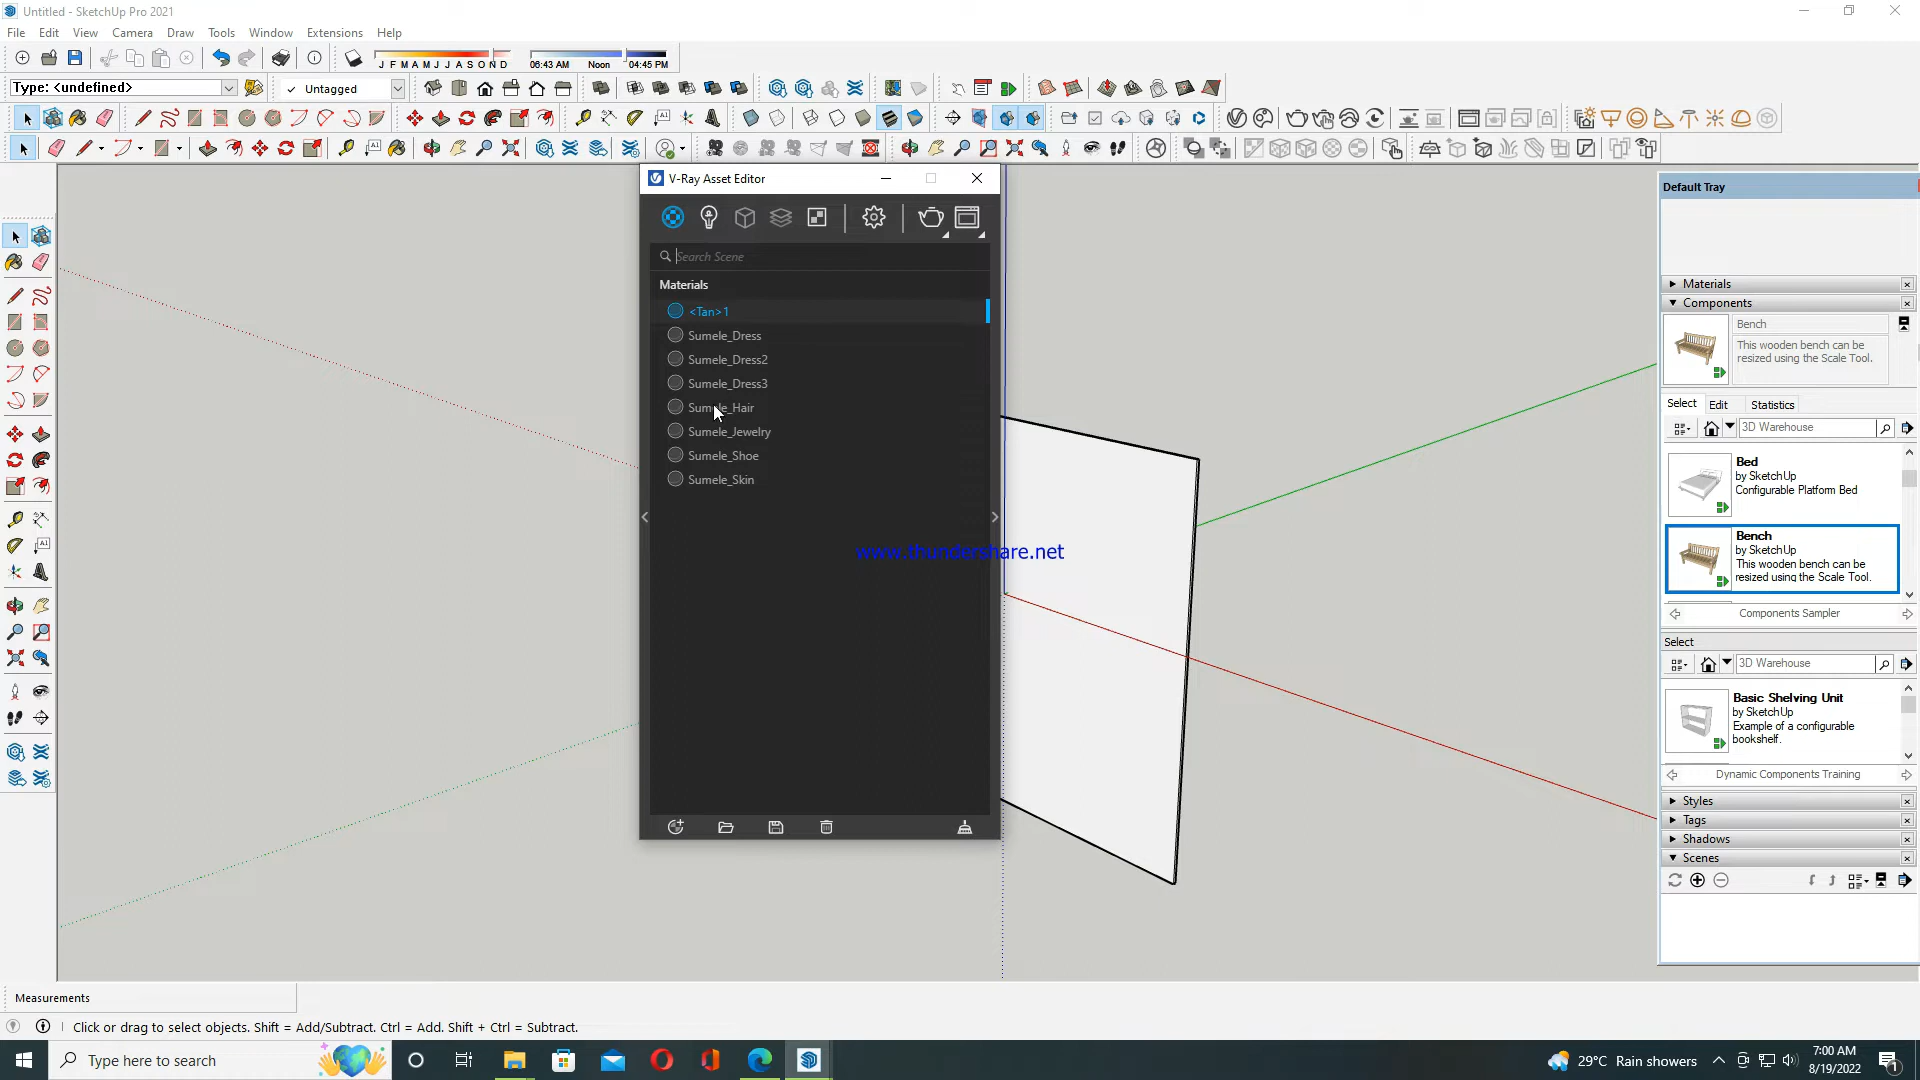 Untitled - SketchUp Pro 2021
File Edit View Camera Draw Tools Window Extensions Help
J F M A M J J A S O N D 06:43 AM Noon 04:45 PM
Type: <undefined> Untagged
V-Ray Asset Editor
Search Scene
Materials
<Tan>1
Sumele_Dress
Sumele_Dress2
Sumele_Dress3
Sumele_Hair
Sumele_Jewelry
Sumele_Shoe
Sumele_Skin
www.thundershare.net
Default Tray
Materials
Components
Bench
This wooden bench can be
resized using the Scale Tool.
Select Edit Statistics
3D Warehouse
Bed
by SketchUp
Configurable Platform Bed
Bench
by SketchUp
This wooden bench can be
resized using the Scale Tool.
Components Sampler
Select
3D Warehouse
Basic Shelving Unit
by SketchUp
Example of a configurable
bookshelf.
Dynamic Components Training
Styles
Tags
Shadows
Scenes
Measurements
Click or drag to select objects. Shift = Add/Subtract. Ctrl = Add. Shift + Ctrl = Subtract.
Type here to search
29°C Rain showers
7:00 AM
8/19/2022
1